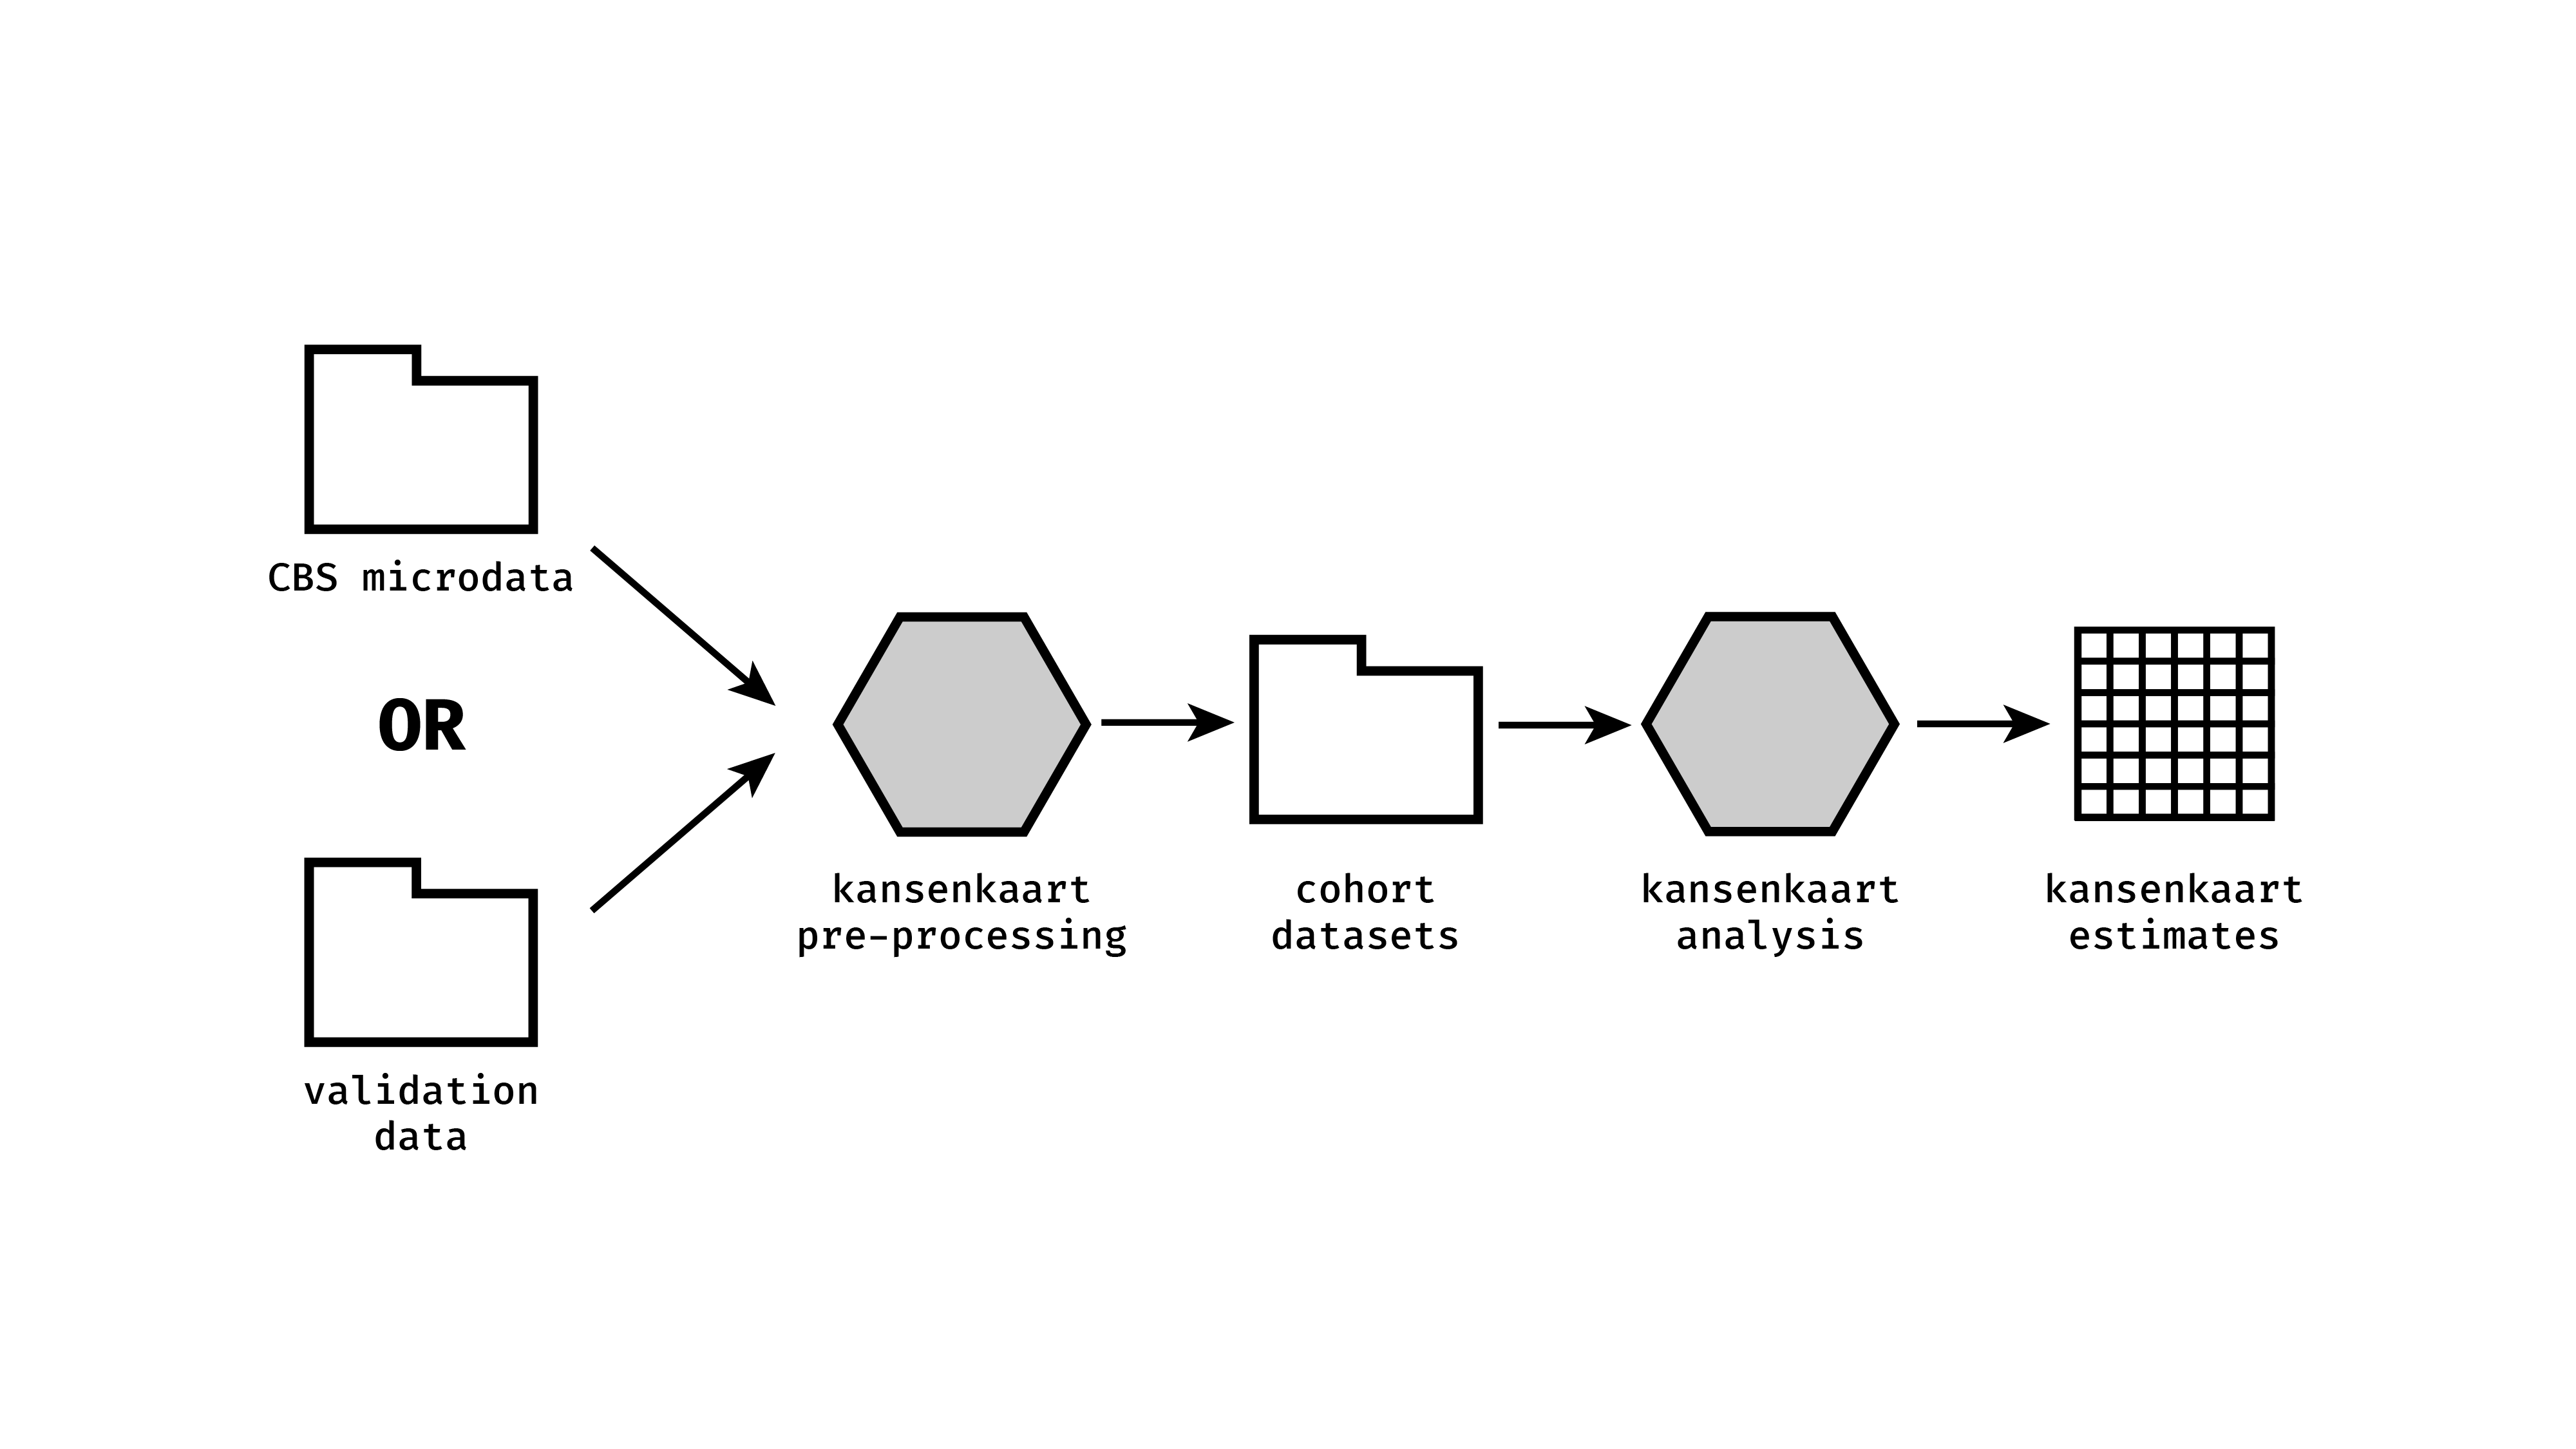 CBS microdata
OR
validation
data
kansenkaart
pre-processing
cohort
datasets
kansenkaart
analysis
kansenkaart
estimates